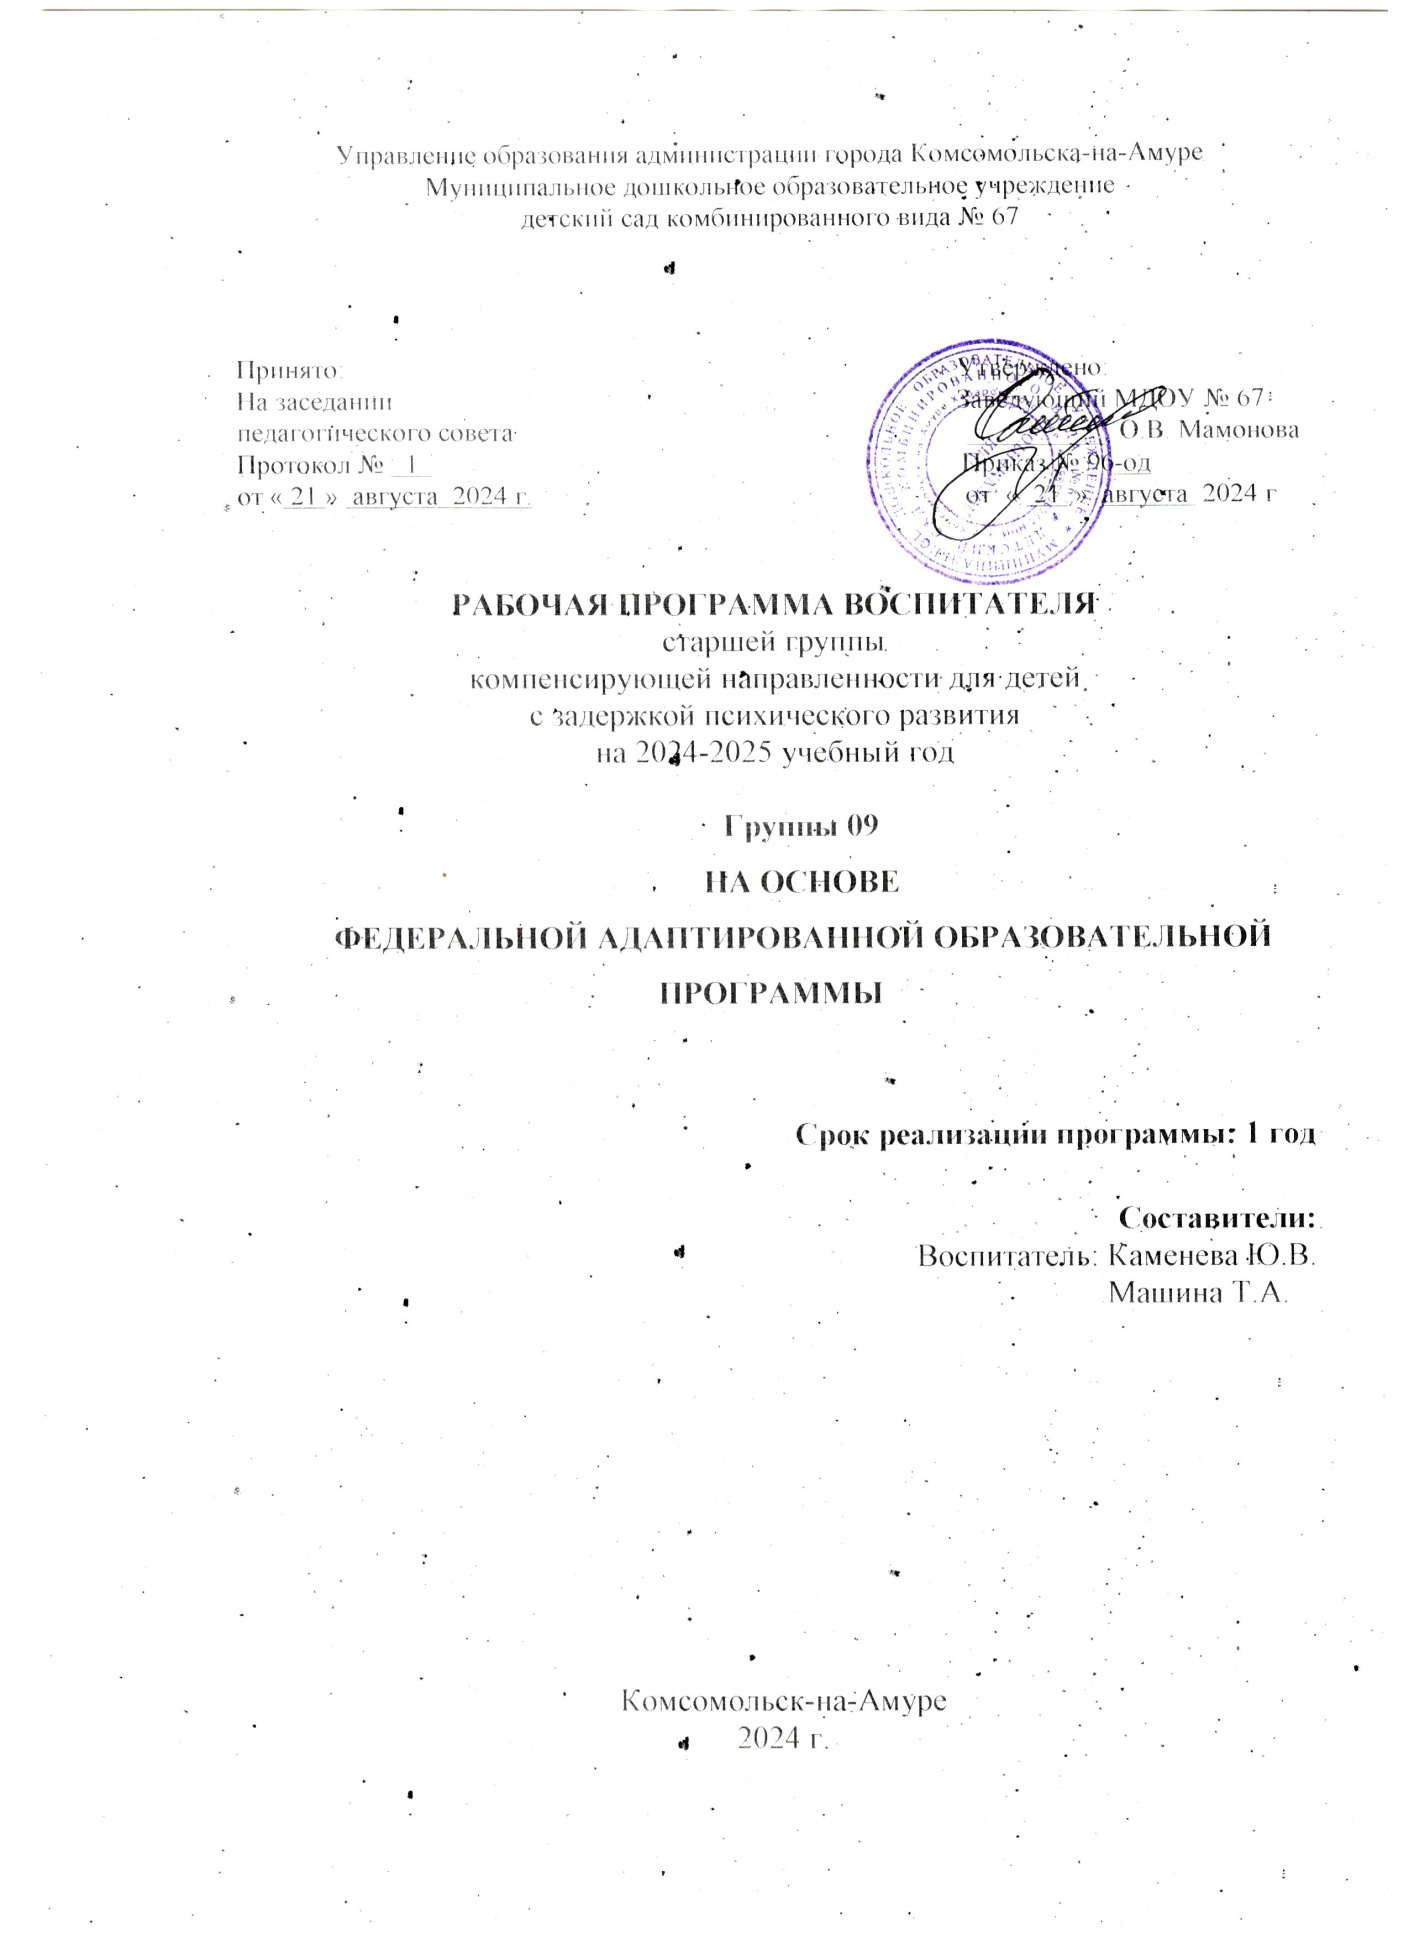 Управление образования администрации города Комсомольска-на-Амуре
Муниципальное дошкольное образовательное учреждение
детский сад комбинированного вида № 67
Принято:
На заседании
педагогического совета
Протокол № 1
от « 21 » августа 2024 г.
Утверждено:
Заведующий МДОУ № 67
О.В. Мамонова
Приказ № 96-од
от « 21 » августа 2024 г
РАБОЧАЯ ПРОГРАММА ВОСПИТАТЕЛЯ
старшей группы
компенсирующей направленности для детей
с задержкой психического развития
на 2024-2025 учебный год
Группы 09
НА ОСНОВЕ
ФЕДЕРАЛЬНОЙ АДАПТИРОВАННОЙ ОБРАЗОВАТЕЛЬНОЙ
ПРОГРАММЫ
Срок реализации программы: 1 год
Составители:
Воспитатель: Каменева Ю.В.
Машина Т.А.
Комсомольск-на-Амуре
2024 г.